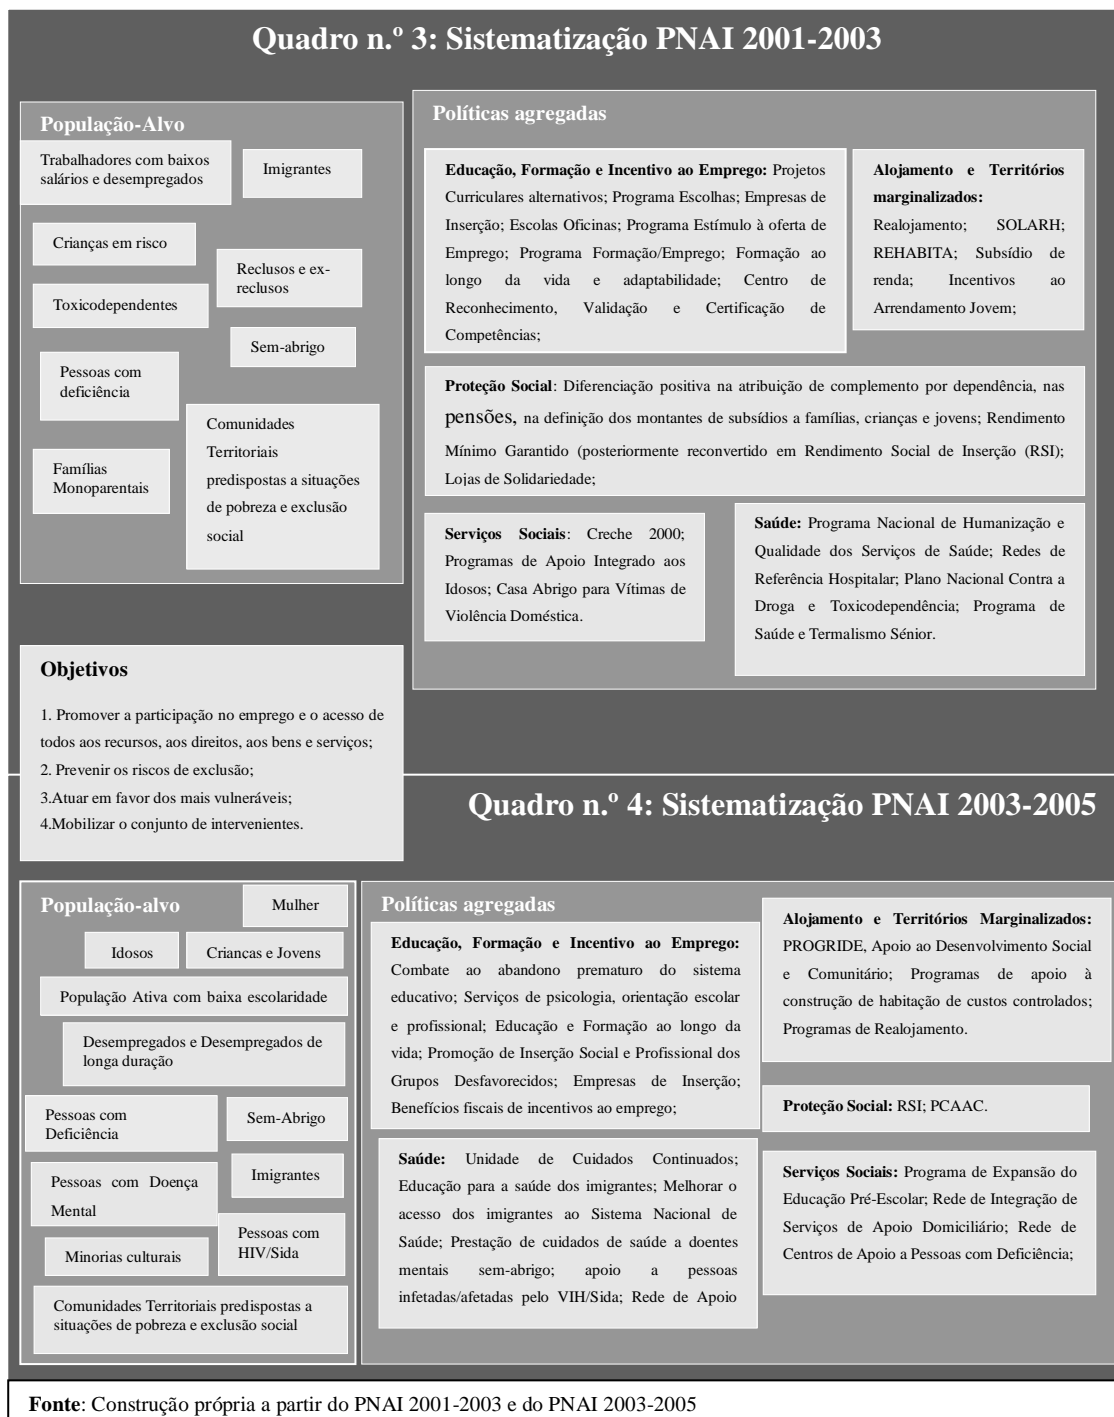 Quadro n.º 3: Sistematização PNAI 2001-2003
População-Alvo
Trabalhadores com baixos
salários e desempregados
Imigrantes
Crianças em risco
Reclusos e ex-
reclusos
Toxicodependentes
Sem-abrigo
Pessoas com
deficiência
Comunidades
Territoriais
predispostas a situações
de pobreza e exclusão
social
Famílias
Monoparentais
Políticas agregadas
Educação, Formação e Incentivo ao Emprego: Projetos
Curriculares alternativos; Programa Escolhas; Empresas de
Inserção; Escolas Oficinas; Programa Estímulo à oferta de
Emprego; Programa Formação/Emprego; Formação ao
longo da vida e adaptabilidade; Centro de
Reconhecimento, Validação e Certificação de
Competências;
Alojamento e Territórios
marginalizados:
Realojamento; SOLARH;
REHABITA; Subsídio de
renda; Incentivos ao
Arrendamento Jovem;
Proteção Social: Diferenciação positiva na atribuição de complemento por dependência, nas
pensões, na definição dos montantes de subsídios a famílias, crianças e jovens; Rendimento
Mínimo Garantido (posteriormente reconvertido em Rendimento Social de Inserção (RSI);
Lojas de Solidariedade;
Serviços Sociais: Creche 2000;
Programas de Apoio Integrado aos
Idosos; Casa Abrigo para Vítimas de
Violência Doméstica.
Saúde: Programa Nacional de Humanização e
Qualidade dos Serviços de Saúde; Redes de
Referência Hospitalar; Plano Nacional Contra a
Droga e Toxicodependência; Programa de
Saúde e Termalismo Sénior.
Objetivos
1. Promover a participação no emprego e o acesso de
todos aos recursos, aos direitos, aos bens e serviços;
2. Prevenir os riscos de exclusão;
3.Atuar em favor dos mais vulneráveis;
4.Mobilizar o conjunto de intervenientes.
Quadro n.º 4: Sistematização PNAI 2003-2005
População-alvo
Mulher
Idosos
Criancas e Jovens
População Ativa com baixa escolaridade
Desempregados e Desempregados de
longa duração
Pessoas com
Deficiência
Sem-Abrigo
Pessoas com Doença
Mental
Imigrantes
Minorias culturais
Pessoas com
HIV/Sida
Comunidades Territoriais predispostas a
situações de pobreza e exclusão social
Políticas agregadas
Educação, Formação e Incentivo ao Emprego:
Combate ao abandono prematuro do sistema
educativo; Serviços de psicologia, orientação escolar
e profissional; Educação e Formação ao longo da
vida; Promoção de Inserção Social e Profissional dos
Grupos Desfavorecidos; Empresas de Inserção;
Benefícios fiscais de incentivos ao emprego;
Alojamento e Territórios Marginalizados:
PROGRIDE, Apoio ao Desenvolvimento Social
e Comunitário; Programas de apoio à
construção de habitação de custos controlados;
Programas de Realojamento.
Proteção Social: RSI; PCAAC.
Saúde: Unidade de Cuidados Continuados;
Educação para a saúde dos imigrantes; Melhorar o
acesso dos imigrantes ao Sistema Nacional de
Saúde; Prestação de cuidados de saúde a doentes
mentais sem-abrigo; apoio a pessoas
infetadas/afetadas pelo VIH/Sida; Rede de Apoio
Serviços Sociais: Programa de Expansão do
Educação Pré-Escolar; Rede de Integração de
Serviços de Apoio Domiciliário; Rede de
Centros de Apoio a Pessoas com Deficiência;
Fonte: Construção própria a partir do PNAI 2001-2003 e do PNAI 2003-2005